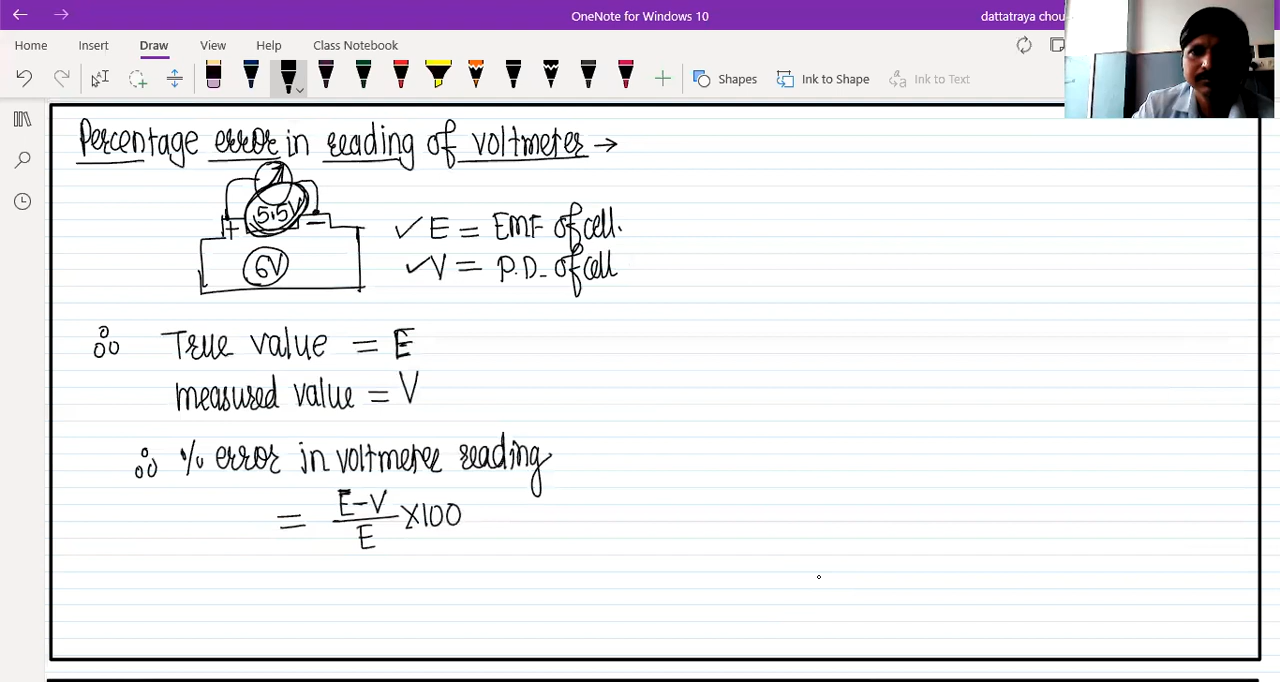 OneNote for Windows 10
dattatraya chou
Home Insert Draw View Help Class Notebook
Shapes Ink to Shape Ink to Text
Percentage error in reading of voltmeter →
5.5V
+ −
6V
✓ E = EMF of cell.
✓ V = P.D. of cell
∴ True value = E
measured value = V
∴ % error in voltmeter reading
= E−V/E ×100